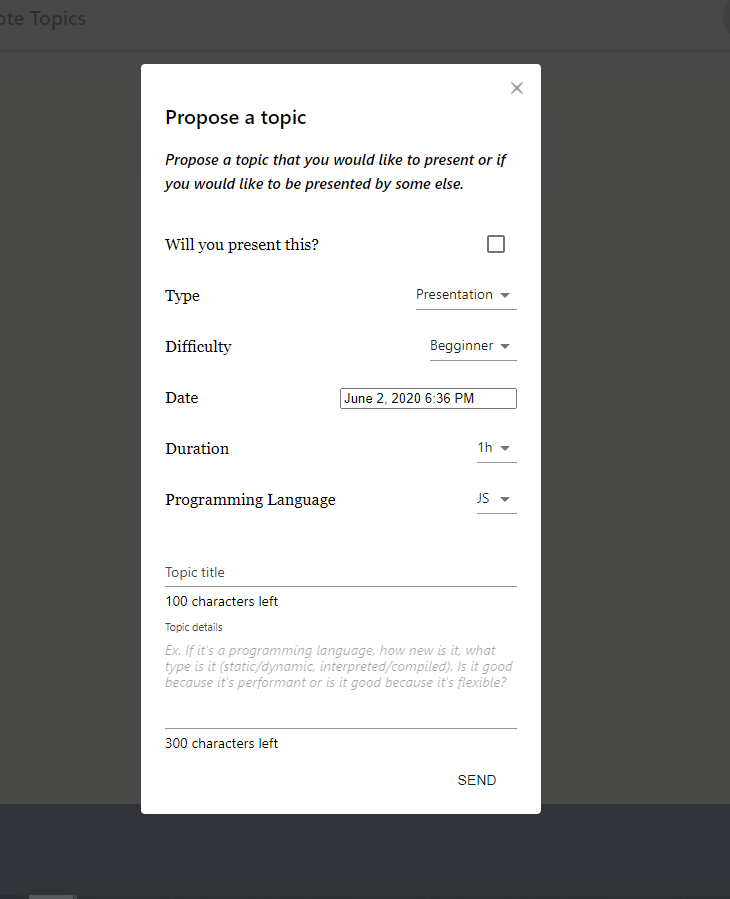 Topics
Propose a topic
Propose a topic that you would like to present or if
you would like to be presented by some else.
Will you present this?
Type Presentation
Difficulty Begginner
Date June 2, 2020 6:36 PM
Duration 1h
Programming Language JS
Topic title
100 characters left
Topic details
Ex. If it's a programming language, how new is it, what
type is it (static/dynamic, interpreted/compiled). Is it good
because it's performant or is it good because it's flexible?
300 characters left
SEND